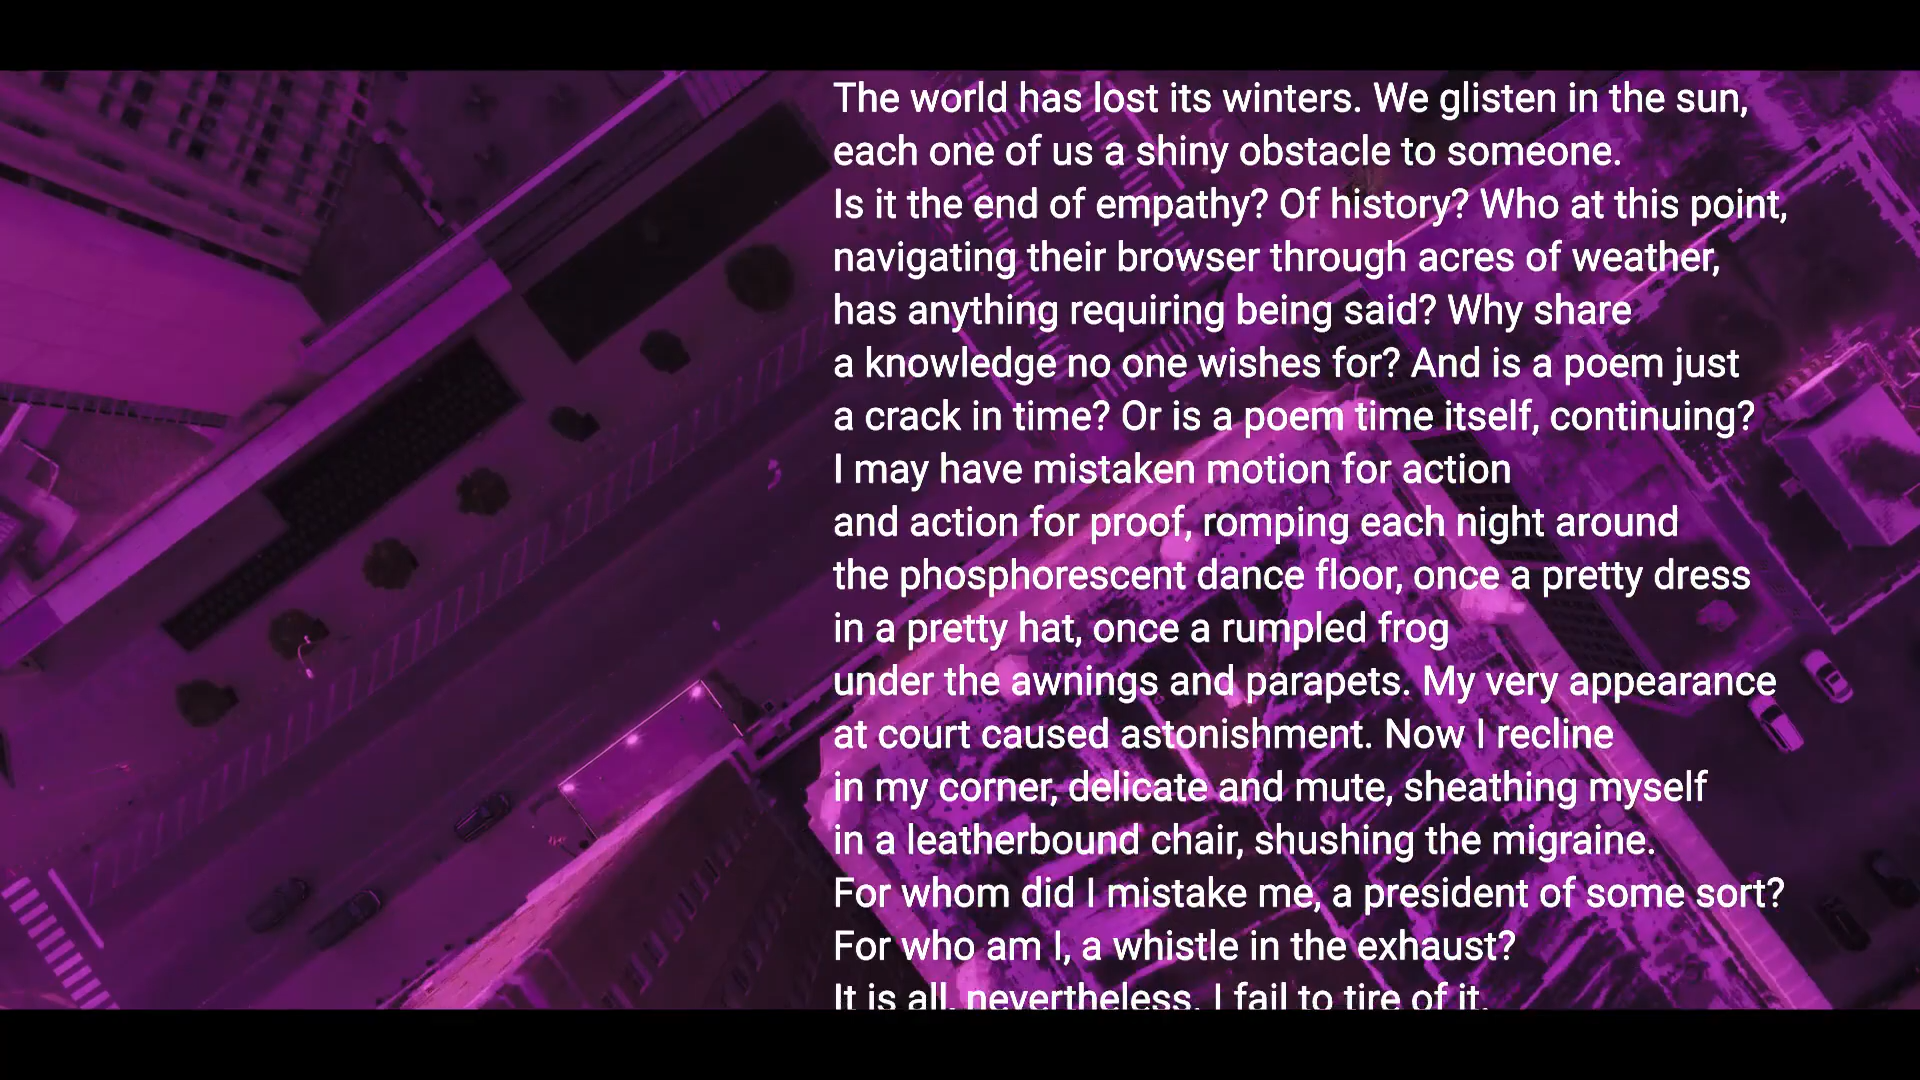 The world has lost its winters. We glisten in the sun,
each one of us a shiny obstacle to someone.
Is it the end of empathy? Of history? Who at this point,
navigating their browser through acres of weather,
has anything requiring being said? Why share
a knowledge no one wishes for? And is a poem just
a crack in time? Or is a poem time itself, continuing?
I may have mistaken motion for action
and action for proof, romping each night around
the phosphorescent dance floor, once a pretty dress
in a pretty hat, once a rumpled frog
under the awnings and parapets. My very appearance
at court caused astonishment. Now I recline
in my corner, delicate and mute, sheathing myself
in a leatherbound chair, shushing the migraine.
For whom did I mistake me, a president of some sort?
For who am I, a whistle in the exhaust?
It is all, nevertheless. I fail to tire of it.